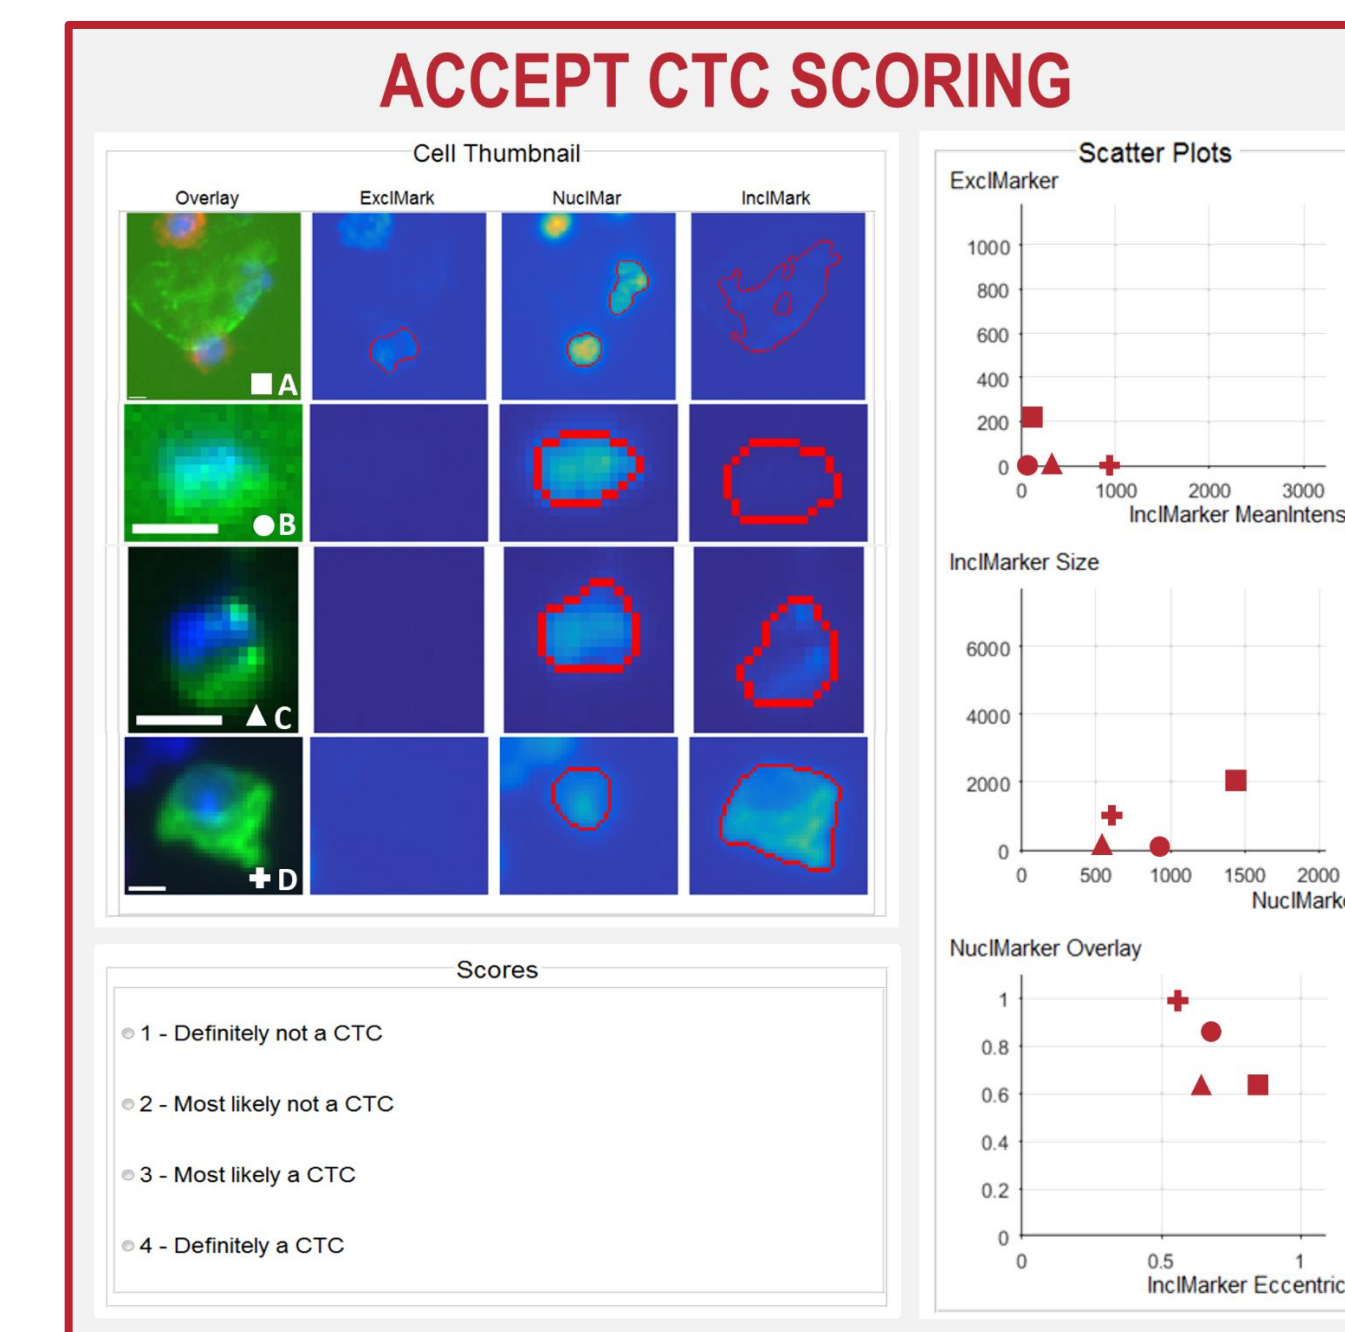 ACCEPT CTC SCORING
Cell Thumbnail
Overlay ExclMark NuclMar InclMark
A
B
C
D
Scores
1 - Definitely not a CTC
2 - Most likely not a CTC
3 - Most likely a CTC
4 - Definitely a CTC
Scatter Plots
ExclMarker
1000
800
600
400
200
0
0 1000 2000 3000
InclMarker MeanIntens
InclMarker Size
6000
4000
2000
0
0 500 1000 1500 2000
NuclMarke
NuclMarker Overlay
1
0.8
0.6
0.4
0.2
0
0 0.5 1
InclMarker Eccentric